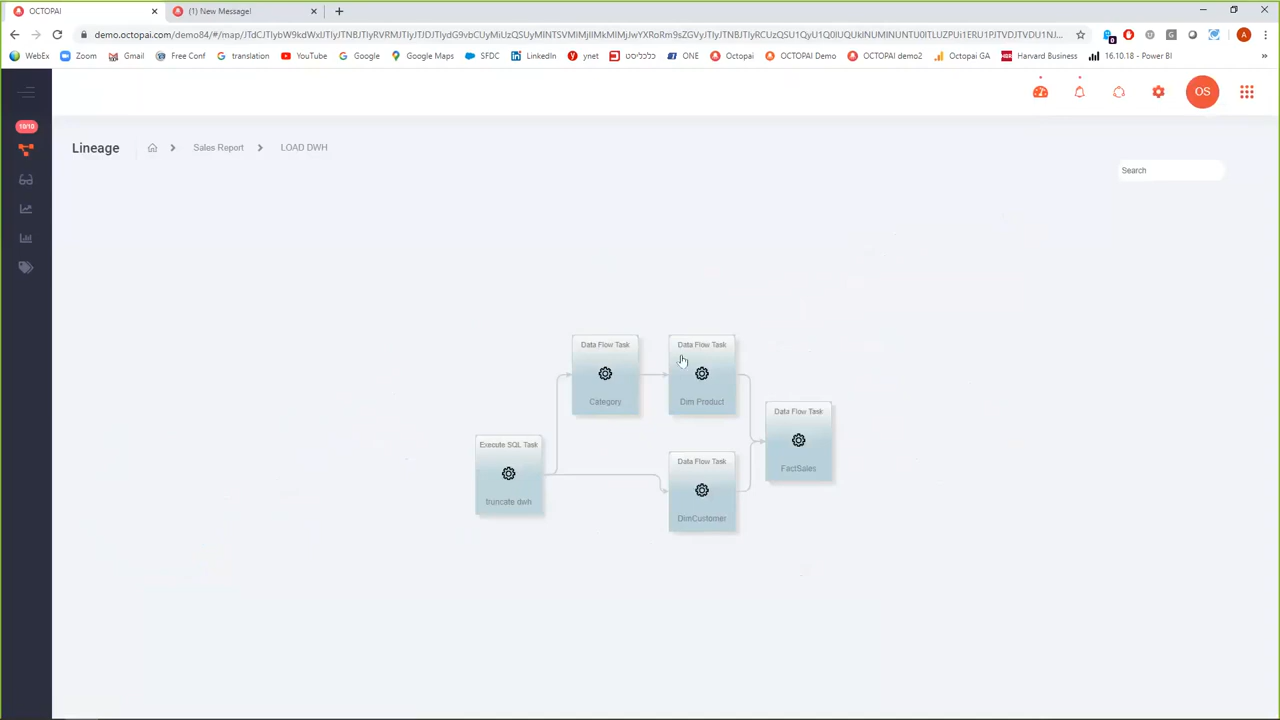 OCTOPAI
(1) New Message!
demo.octopai.com/demo84/#/map/
WebEx
Zoom
Gmail
Free Conf
translation
YouTube
Google
Google Maps
SFDC
LinkedIn
ynet
כלכליסט
ONE
Octopai
OCTOPAI Demo
OCTOPAI demo2
Octopai GA
Harvard Business
16.10.18 - Power BI
»
A
0
OS
10/10
Lineage
Sales Report
LOAD DWH
Search
Data Flow Task
Category
Data Flow Task
Dim Product
Data Flow Task
FactSales
Execute SQL Task
truncate dwh
Data Flow Task
DimCustomer